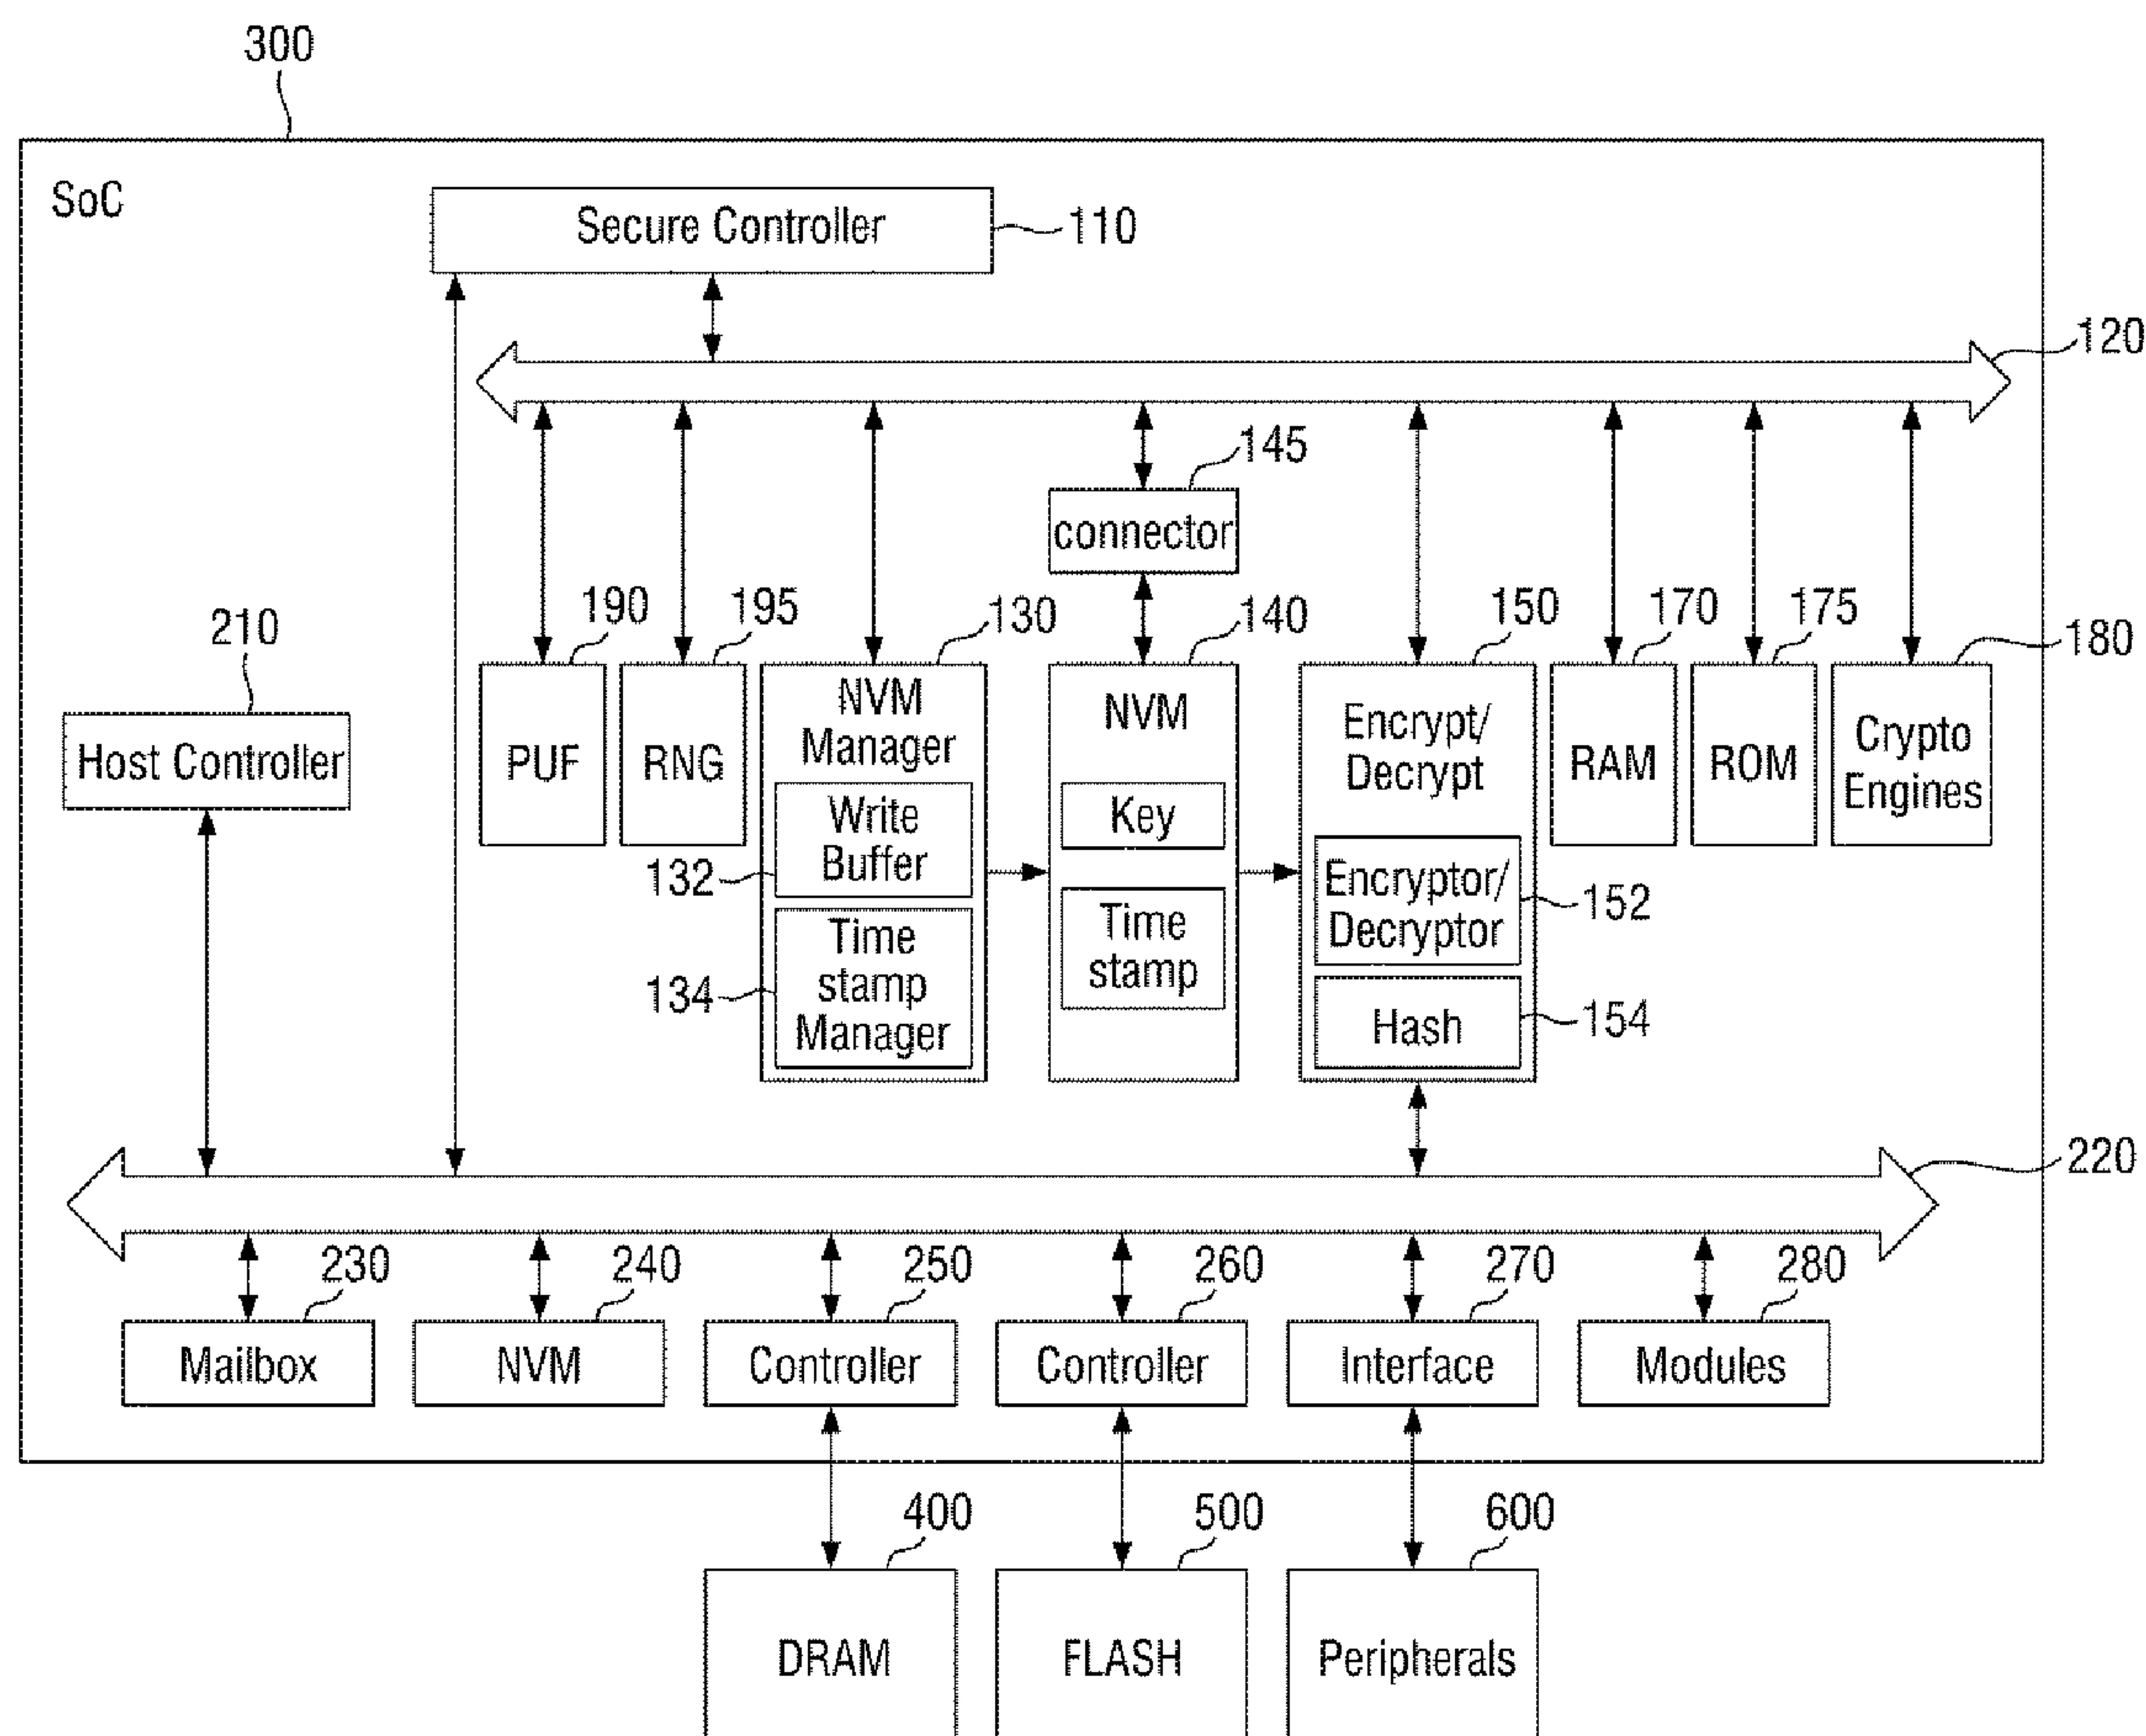 300
SoC
Secure Controller
110
120
145
connector
190
195
130
140
150
170
175
180
210
Host Controller
PUF
RNG
NVM
Manager
Write
Buffer
132
Time
stamp
Manager
134
NVM
Key
Time
stamp
Encrypt/
Decrypt
Encryptor/
Decryptor
152
Hash
154
RAM
ROM
Crypto
Engines
220
230
240
250
260
270
280
Mailbox
NVM
Controller
Controller
Interface
Modules
400
500
600
DRAM
FLASH
Peripherals